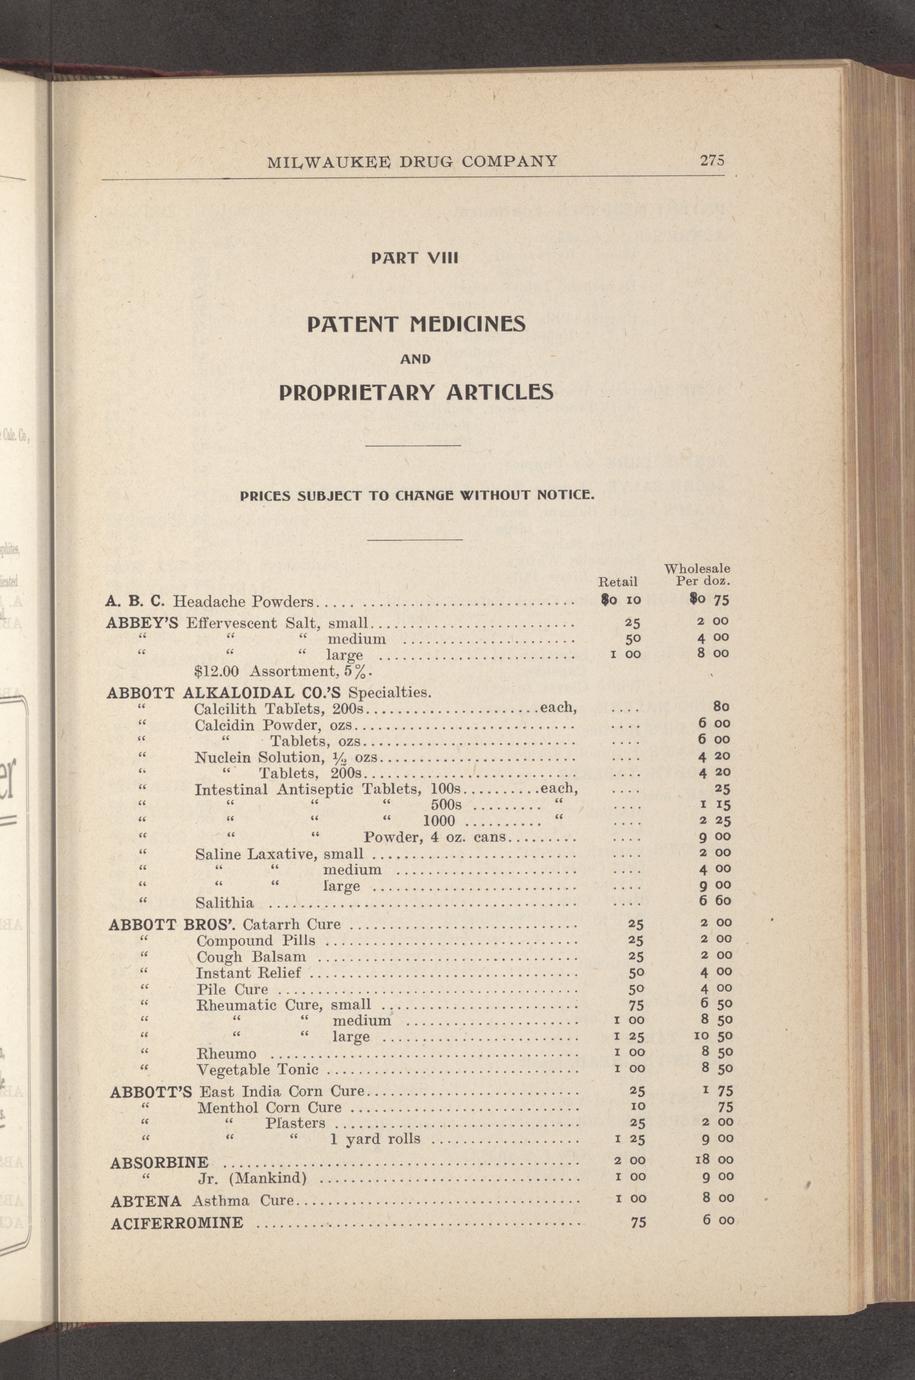 MILWAUKEE DRUG COMPANY 275
PART VIII
PATENT MEDICINES
AND
PROPRIETARY ARTICLES
PRICES SUBJECT TO CHANGE WITHOUT NOTICE.
Wholesale
Retail Per doz.
A. B. C. Headache Powders..... .......................... $0 10 $0 75
ABBEY'S Effervescent Salt, small......................... 25 2 00
“ “ “ medium ..................... 50 4 00
“ “ “ large ........................ 1 00 8 00
$12.00 Assortment, 5%.
ABBOTT ALKALOIDAL CO.'S Specialties.
“ Calcilith Tablets, 200s.....................each, .... 80
“ Calcidin Powder, ozs........................... .... 6 00
“ “ Tablets, ozs.......................... .... 6 00
“ Nuclein Solution, ½ ozs........................ .... 4 20
“ “ Tablets, 200s.......................... .... 4 20
“ Intestinal Antiseptic Tablets, 100s..........each, .... 25
“ “ “ “ 500s ......... “ .... 1 15
“ “ “ “ 1000 .......... “ .... 2 25
“ “ “ Powder, 4 oz. cans......... .... 9 00
“ Saline Laxative, small ......................... .... 2 00
“ “ “ medium ...................... .... 4 00
“ “ “ large ......................... .... 9 00
“ Salithia ..................................... .... 6 60
ABBOTT BROS'. Catarrh Cure ............................ 25 2 00
“ Compound Pills .............................. 25 2 00
“ Cough Balsam ............................... 25 2 00
“ Instant Relief ................................ 50 4 00
“ Pile Cure .................................... 50 4 00
“ Rheumatic Cure, small ........................ 75 6 50
“ “ “ medium ..................... 1 00 8 50
“ “ “ large ........................ 1 25 10 50
“ Rheumo ..................................... 1 00 8 50
“ Vegetable Tonic .............................. 1 00 8 50
ABBOTT'S East India Corn Cure.......................... 25 1 75
“ Menthol Corn Cure ............................ 10 75
“ “ Plasters .............................. 25 2 00
“ “ “ 1 yard rolls .................. 1 25 9 00
ABSORBINE ........................................... 2 00 18 00
“ Jr. (Mankind) ............................... 1 00 9 00
ABTENA Asthma Cure.................................. 1 00 8 00
ACIFERROMINE ....................................... 75 6 00